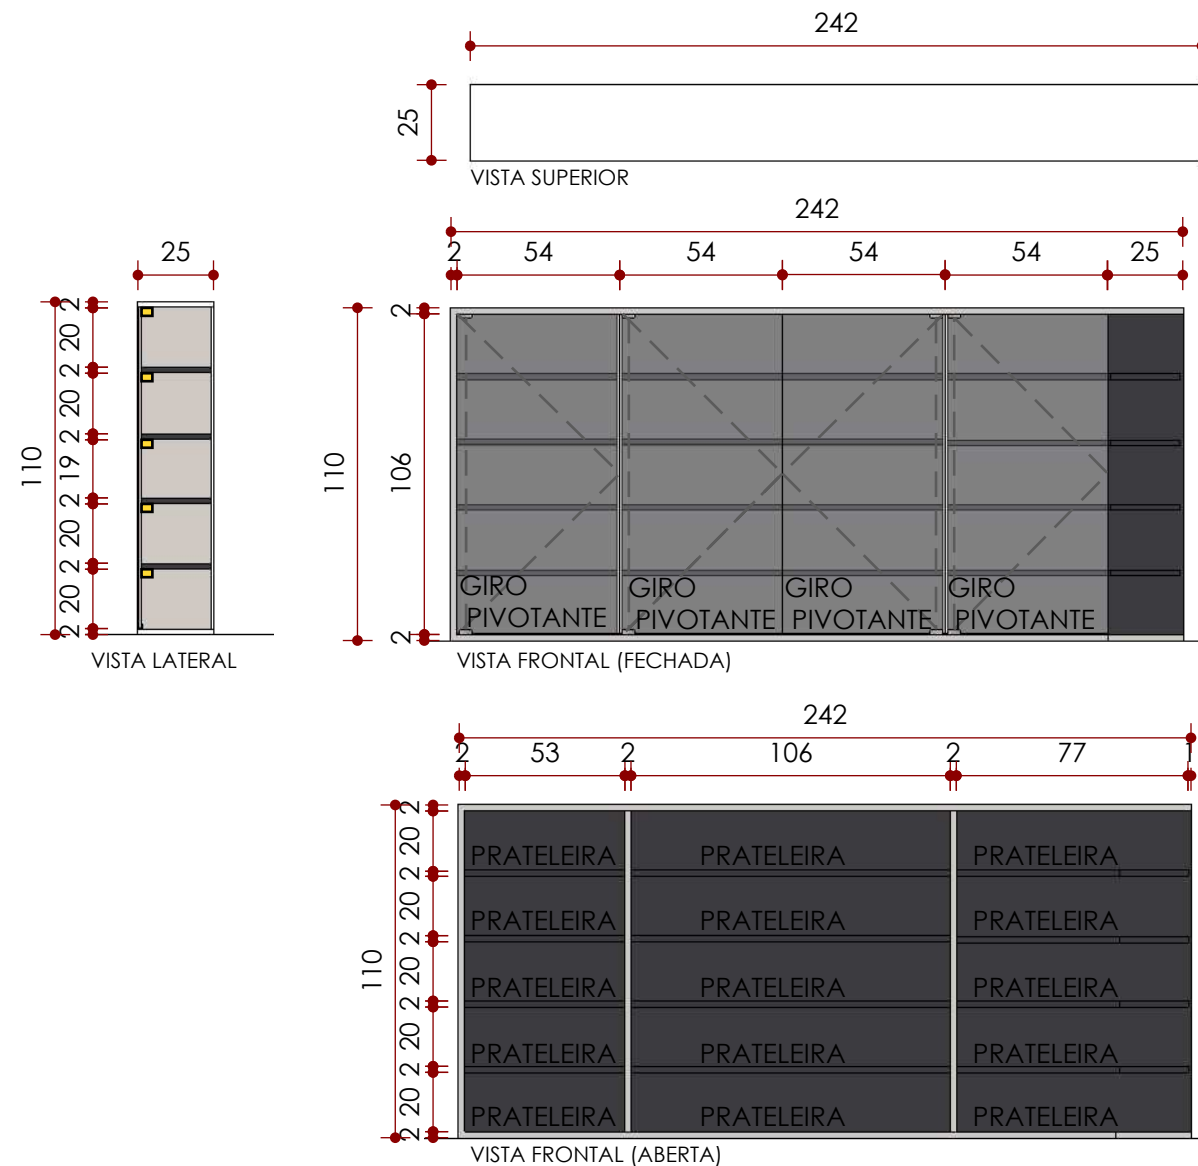 242
25
VISTA SUPERIOR
242
2 54 54 54 54 25
25
110
2
20
2
20
2
19
2
20
2
20
2
VISTA LATERAL
110
2
106
2
GIRO
PIVOTANTE
GIRO
PIVOTANTE
GIRO
PIVOTANTE
GIRO
PIVOTANTE
VISTA FRONTAL (FECHADA)
242
2 53 2 106 2 77 1
110
2
20
2
20
2
20
2
20
2
20
2
PRATELEIRA PRATELEIRA PRATELEIRA
PRATELEIRA PRATELEIRA PRATELEIRA
PRATELEIRA PRATELEIRA PRATELEIRA
PRATELEIRA PRATELEIRA PRATELEIRA
PRATELEIRA PRATELEIRA PRATELEIRA
VISTA FRONTAL (ABERTA)